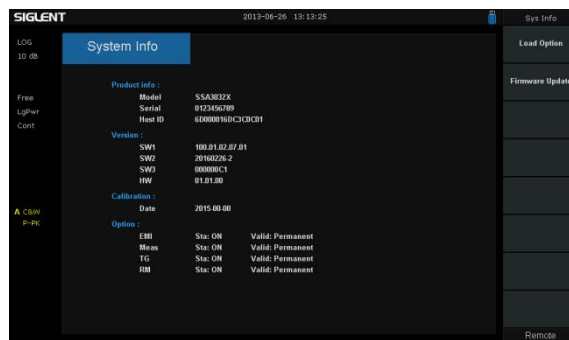 SIGLENT 2013-06-26 13:13:25 Sys Info
LOG
10 dB
System Info
Load Option
Firmware Update
Free
LgPwr
Cont
Product info :
Model SSA3032X
Serial 0123456789
Host ID 6D000016DC3CDC01
Version :
SW1 100.01.02.07.01
SW2 20160226-2
SW3 000000C1
HW 01.01.00
Calibration :
Date 2015-00-00
A C&W
P-PK
Option :
EMI Sta: ON Valid: Permanent
Meas Sta: ON Valid: Permanent
TG Sta: ON Valid: Permanent
RM Sta: ON Valid: Permanent
Remote